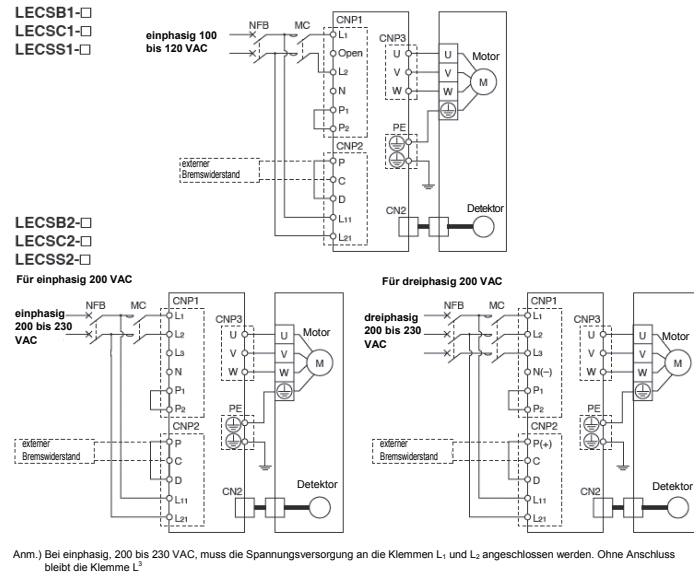 LECSB1-□
LECSC1-□
LECSS1-□
einphasig 100
bis 120 VAC
NFB
MC
CNP1
L1
Open
L2
N
P1
P2
CNP2
P
C
D
L11
L21
externer
Bremswiderstand
CNP3
U
V
W
U
V
W
Motor
M
PE
CN2
Detektor
LECSB2-□
LECSC2-□
LECSS2-□
Für einphasig 200 VAC
einphasig
200 bis 230
VAC
NFB
MC
CNP1
L1
L2
L3
N
P1
P2
CNP2
P
C
D
L11
L21
externer
Bremswiderstand
CNP3
U
V
W
U
V
W
Motor
M
PE
CN2
Detektor
Für dreiphasig 200 VAC
dreiphasig
200 bis 230
VAC
NFB
MC
CNP1
L1
L2
L3
N(−)
P1
P2
CNP2
P(+)
C
D
L11
L21
externer
Bremswiderstand
CNP3
U
V
W
U
V
W
Motor
M
PE
CN2
Detektor
Anm.) Bei einphasig, 200 bis 230 VAC, muss die Spannungsversorgung an die Klemmen L1 und L2 angeschlossen werden. Ohne Anschluss
bleibt die Klemme L³